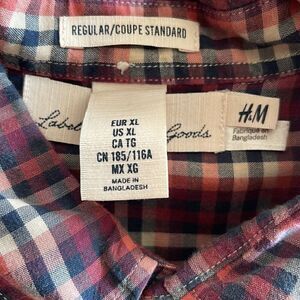 REGULAR/COUPE STANDARD
Label
Goods
H&M
Fabriqué en
Bangladesh
EUR XL
US XL
CA TG
CN 185/116A
MX XG
MADE IN
BANGLADESH